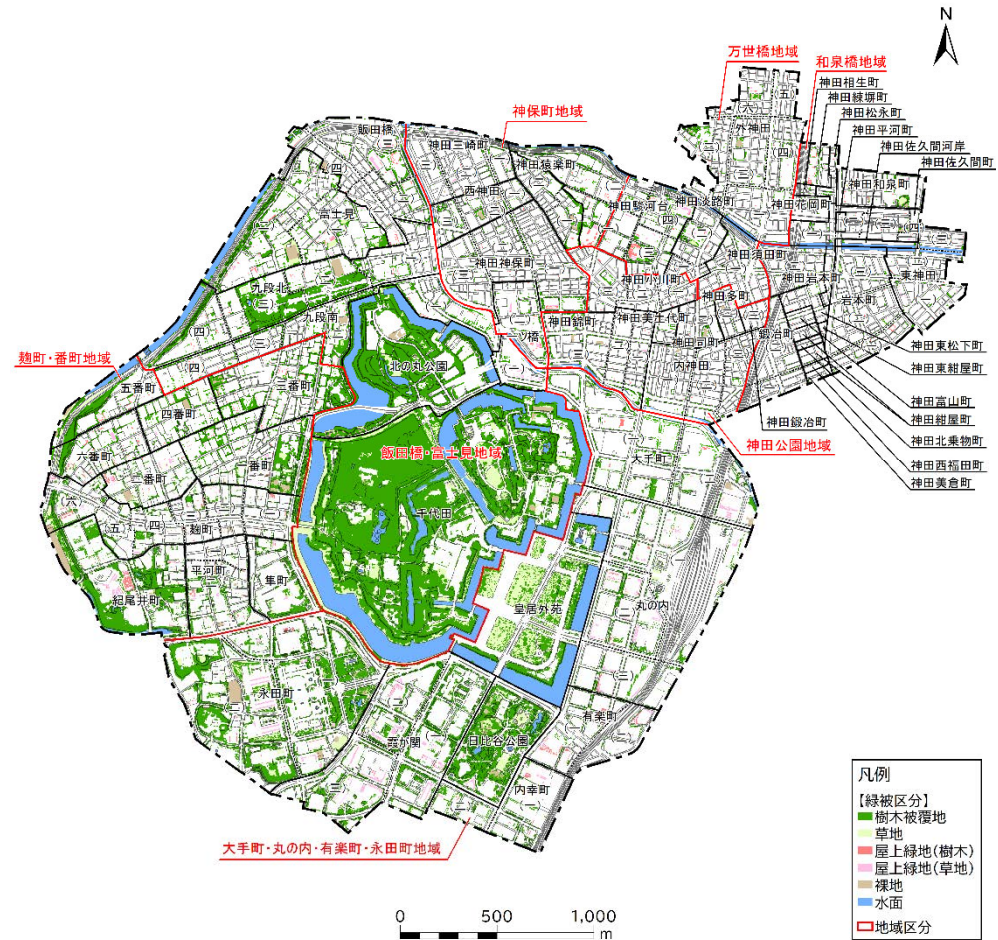 N
万世橋地域
和泉橋地域
神田相生町
神田練塀町
神田松永町
神田平河町
神田佐久間河岸
神田佐久間町
神保町地域
飯田橋
神田三崎町
神田猿楽町
西神田
外神田
神田和泉町
神田花岡町
神田駿河台
神田淡路町
富士見
神田神保町
神田小川町
神田須田町
神田岩本町
東神田
岩本町
神田多町
九段北
九段南
神田錦町
神田美土代町
神田司町
鍛冶町
一ツ橋
内神田
神田東松下町
神田東紺屋町
神田富山町
神田紺屋町
神田北乗物町
神田西福田町
神田美倉町
神田鍛冶町
神田公園地域
麹町・番町地域
五番町
三番町
四番町
北の丸公園
六番町
二番町
一番町
飯田橋・富士見地域
大手町
千代田
麹町
平河町
隼町
紀尾井町
皇居外苑
丸の内
永田町
霞が関
日比谷公園
有楽町
内幸町
大手町・丸の内・有楽町・永田町地域
凡例
【緑被区分】
樹木被覆地
草地
屋上緑地(樹木)
屋上緑地(草地)
裸地
水面
地域区分
0 500 1,000
m